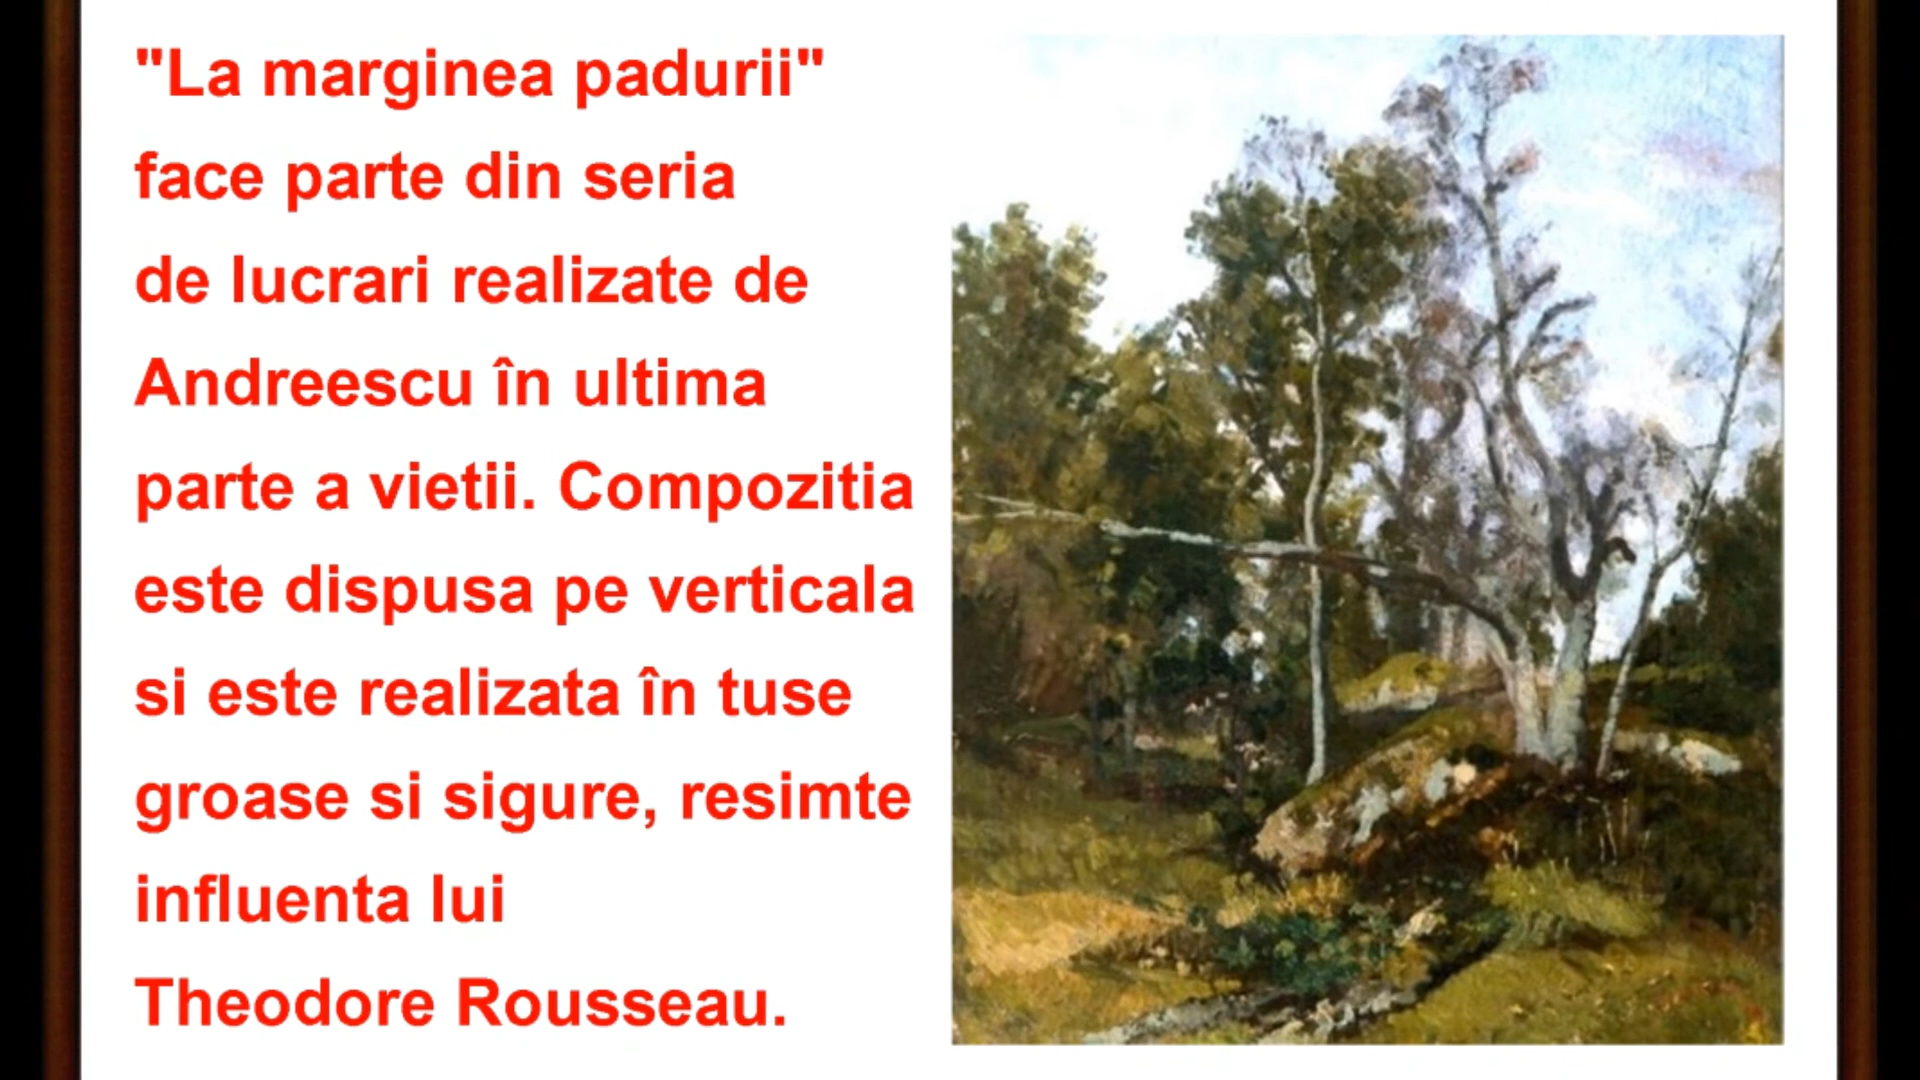 "La marginea padurii"
face parte din seria
de lucrari realizate de
Andreescu în ultima
parte a vietii. Compozitia
este dispusa pe verticala
si este realizata în tuse
groase si sigure, resimte
influenta lui
Theodore Rousseau.